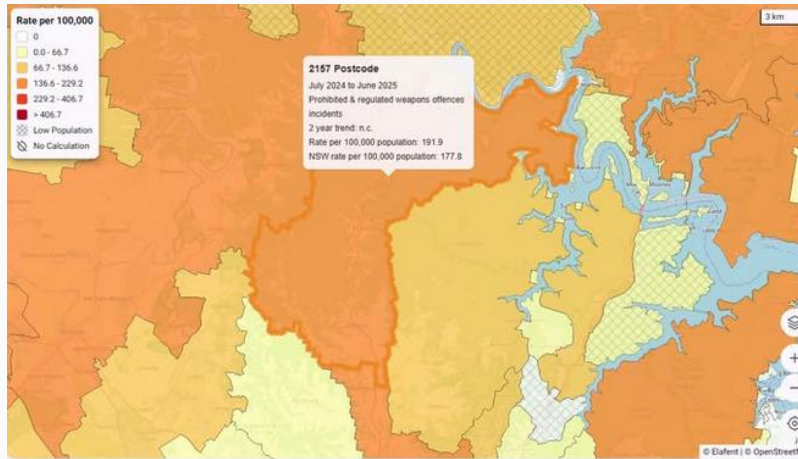 Rate per 100,000
0
0.0 - 66.7
66.7 - 136.6
136.6 - 229.2
229.2 - 406.7
> 406.7
Low Population
No Calculation
2157 Postcode
July 2024 to June 2025
Prohibited & regulated weapons offences
incidents
2 year trend: n.c.
Rate per 100,000 population: 191.9
NSW rate per 100,000 population: 177.8
3 km
© Elafent | © OpenStreetM